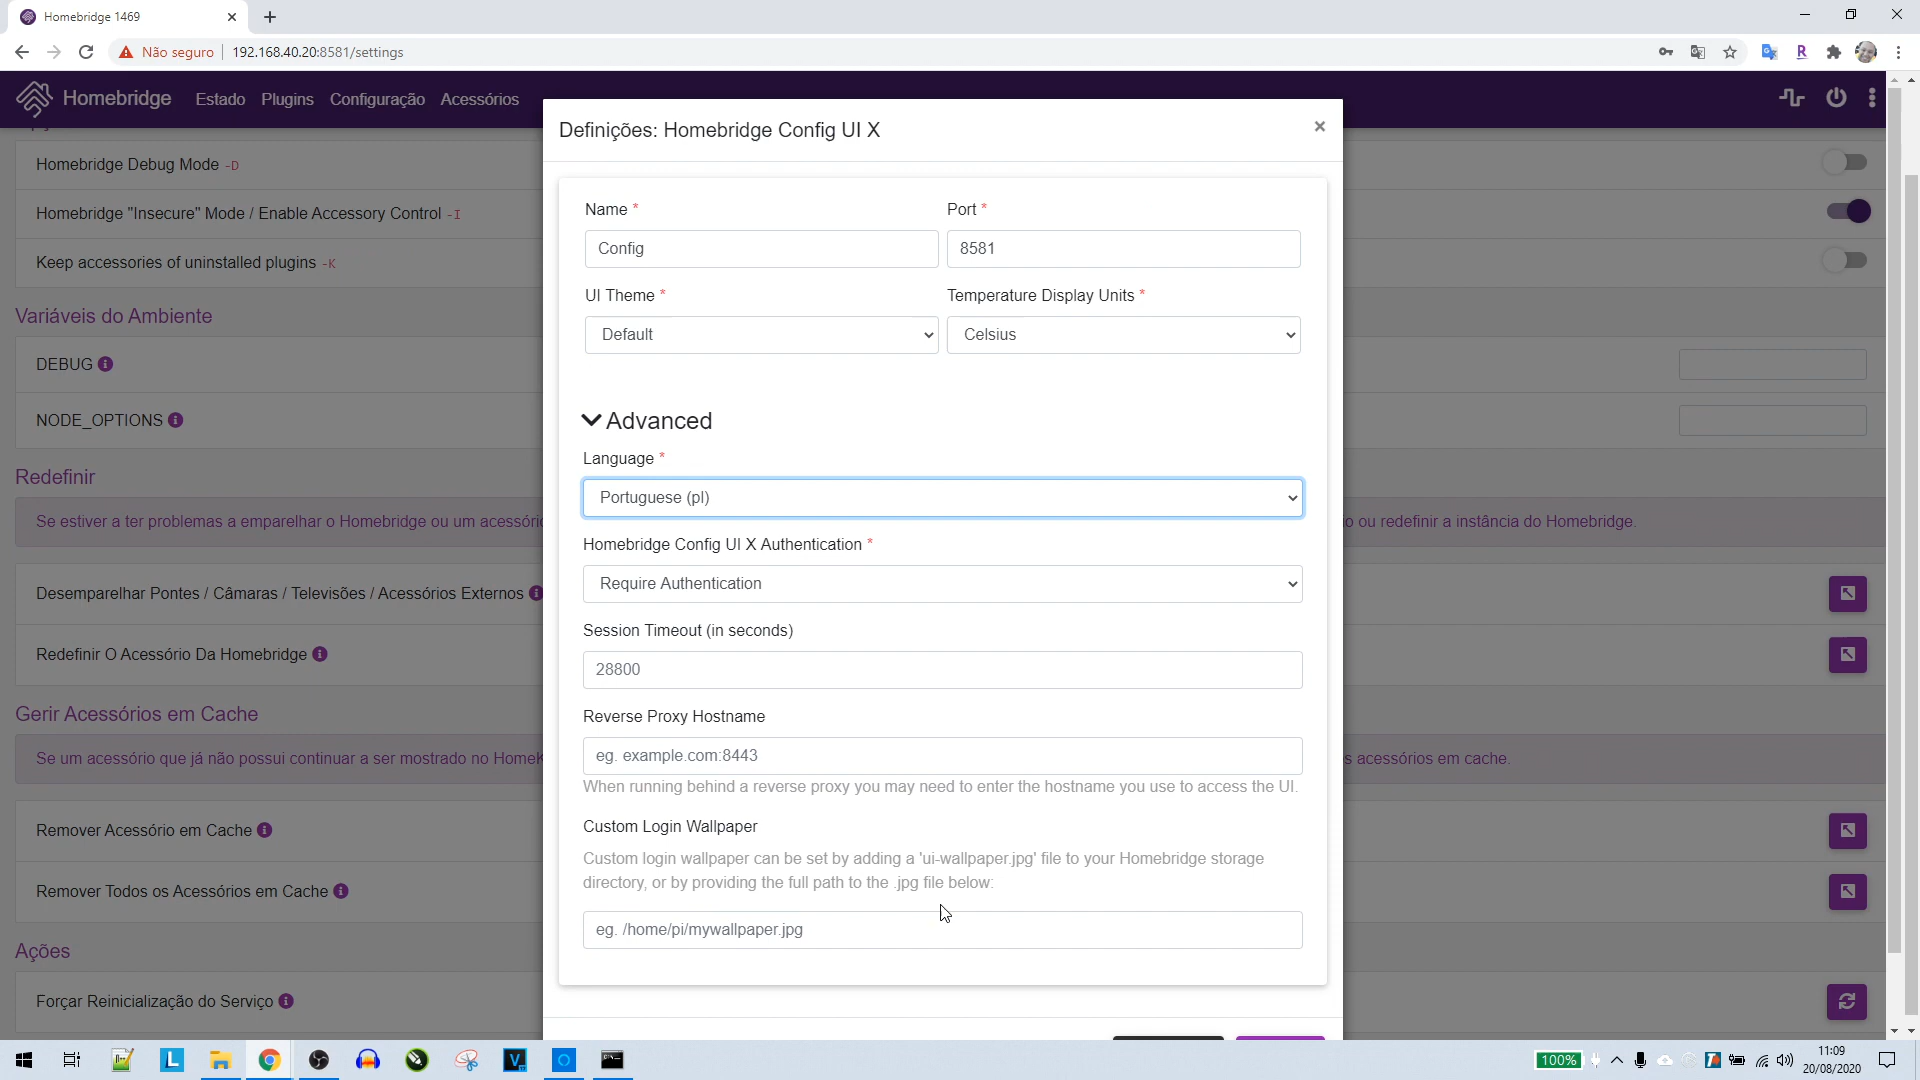 Homebridge 1469
Não seguro
192.168.40.20:8581/settings
Homebridge Estado Plugins Configuração Acessórios
Definições: Homebridge Config UI X
Homebridge Debug Mode -D
Homebridge "Insecure" Mode / Enable Accessory Control -I
Keep accessories of uninstalled plugins -K
Variáveis do Ambiente
DEBUG
NODE_OPTIONS
Redefinir
Se estiver a ter problemas a emparelhar o Homebridge ou um acessóri
o ou redefinir a instância do Homebridge.
Desemparelhar Pontes / Câmaras / Televisões / Acessórios Externos
Redefinir O Acessório Da Homebridge
Gerir Acessórios em Cache
Se um acessório que já não possui continuar a ser mostrado no HomeK
s acessórios em cache.
Remover Acessório em Cache
Remover Todos os Acessórios em Cache
Ações
Forçar Reinicialização do Serviço
Name *
Port *
Config
8581
UI Theme *
Temperature Display Units *
Default
Celsius
Advanced
Language *
Portuguese (pl)
Homebridge Config UI X Authentication *
Require Authentication
Session Timeout (in seconds)
28800
Reverse Proxy Hostname
eg. example.com:8443
When running behind a reverse proxy you may need to enter the hostname you use to access the UI.
Custom Login Wallpaper
Custom login wallpaper can be set by adding a 'ui-wallpaper.jpg' file to your Homebridge storage
directory, or by providing the full path to the .jpg file below:
eg. /home/pi/mywallpaper.jpg
100%
11:09
20/08/2020